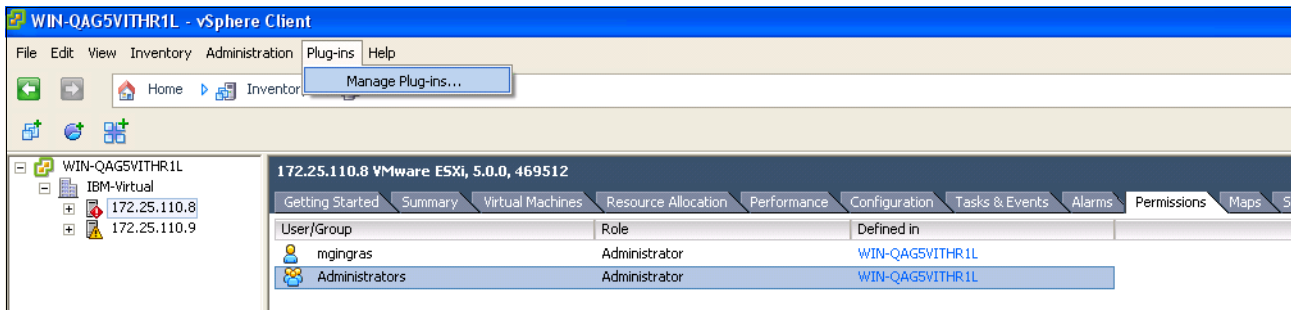 WIN-QAG5VITHR1L - vSphere Client
File Edit View Inventory Administration Plug-ins Help
Manage Plug-ins...
Home Inventor
WIN-QAG5VITHR1L
IBM-Virtual
172.25.110.8
172.25.110.9
172.25.110.8 VMware ESXi, 5.0.0, 469512
Getting Started Summary Virtual Machines Resource Allocation Performance Configuration Tasks & Events Alarms Permissions Maps S
User/Group Role Defined in
mgingras Administrator WIN-QAG5VITHR1L
Administrators Administrator WIN-QAG5VITHR1L